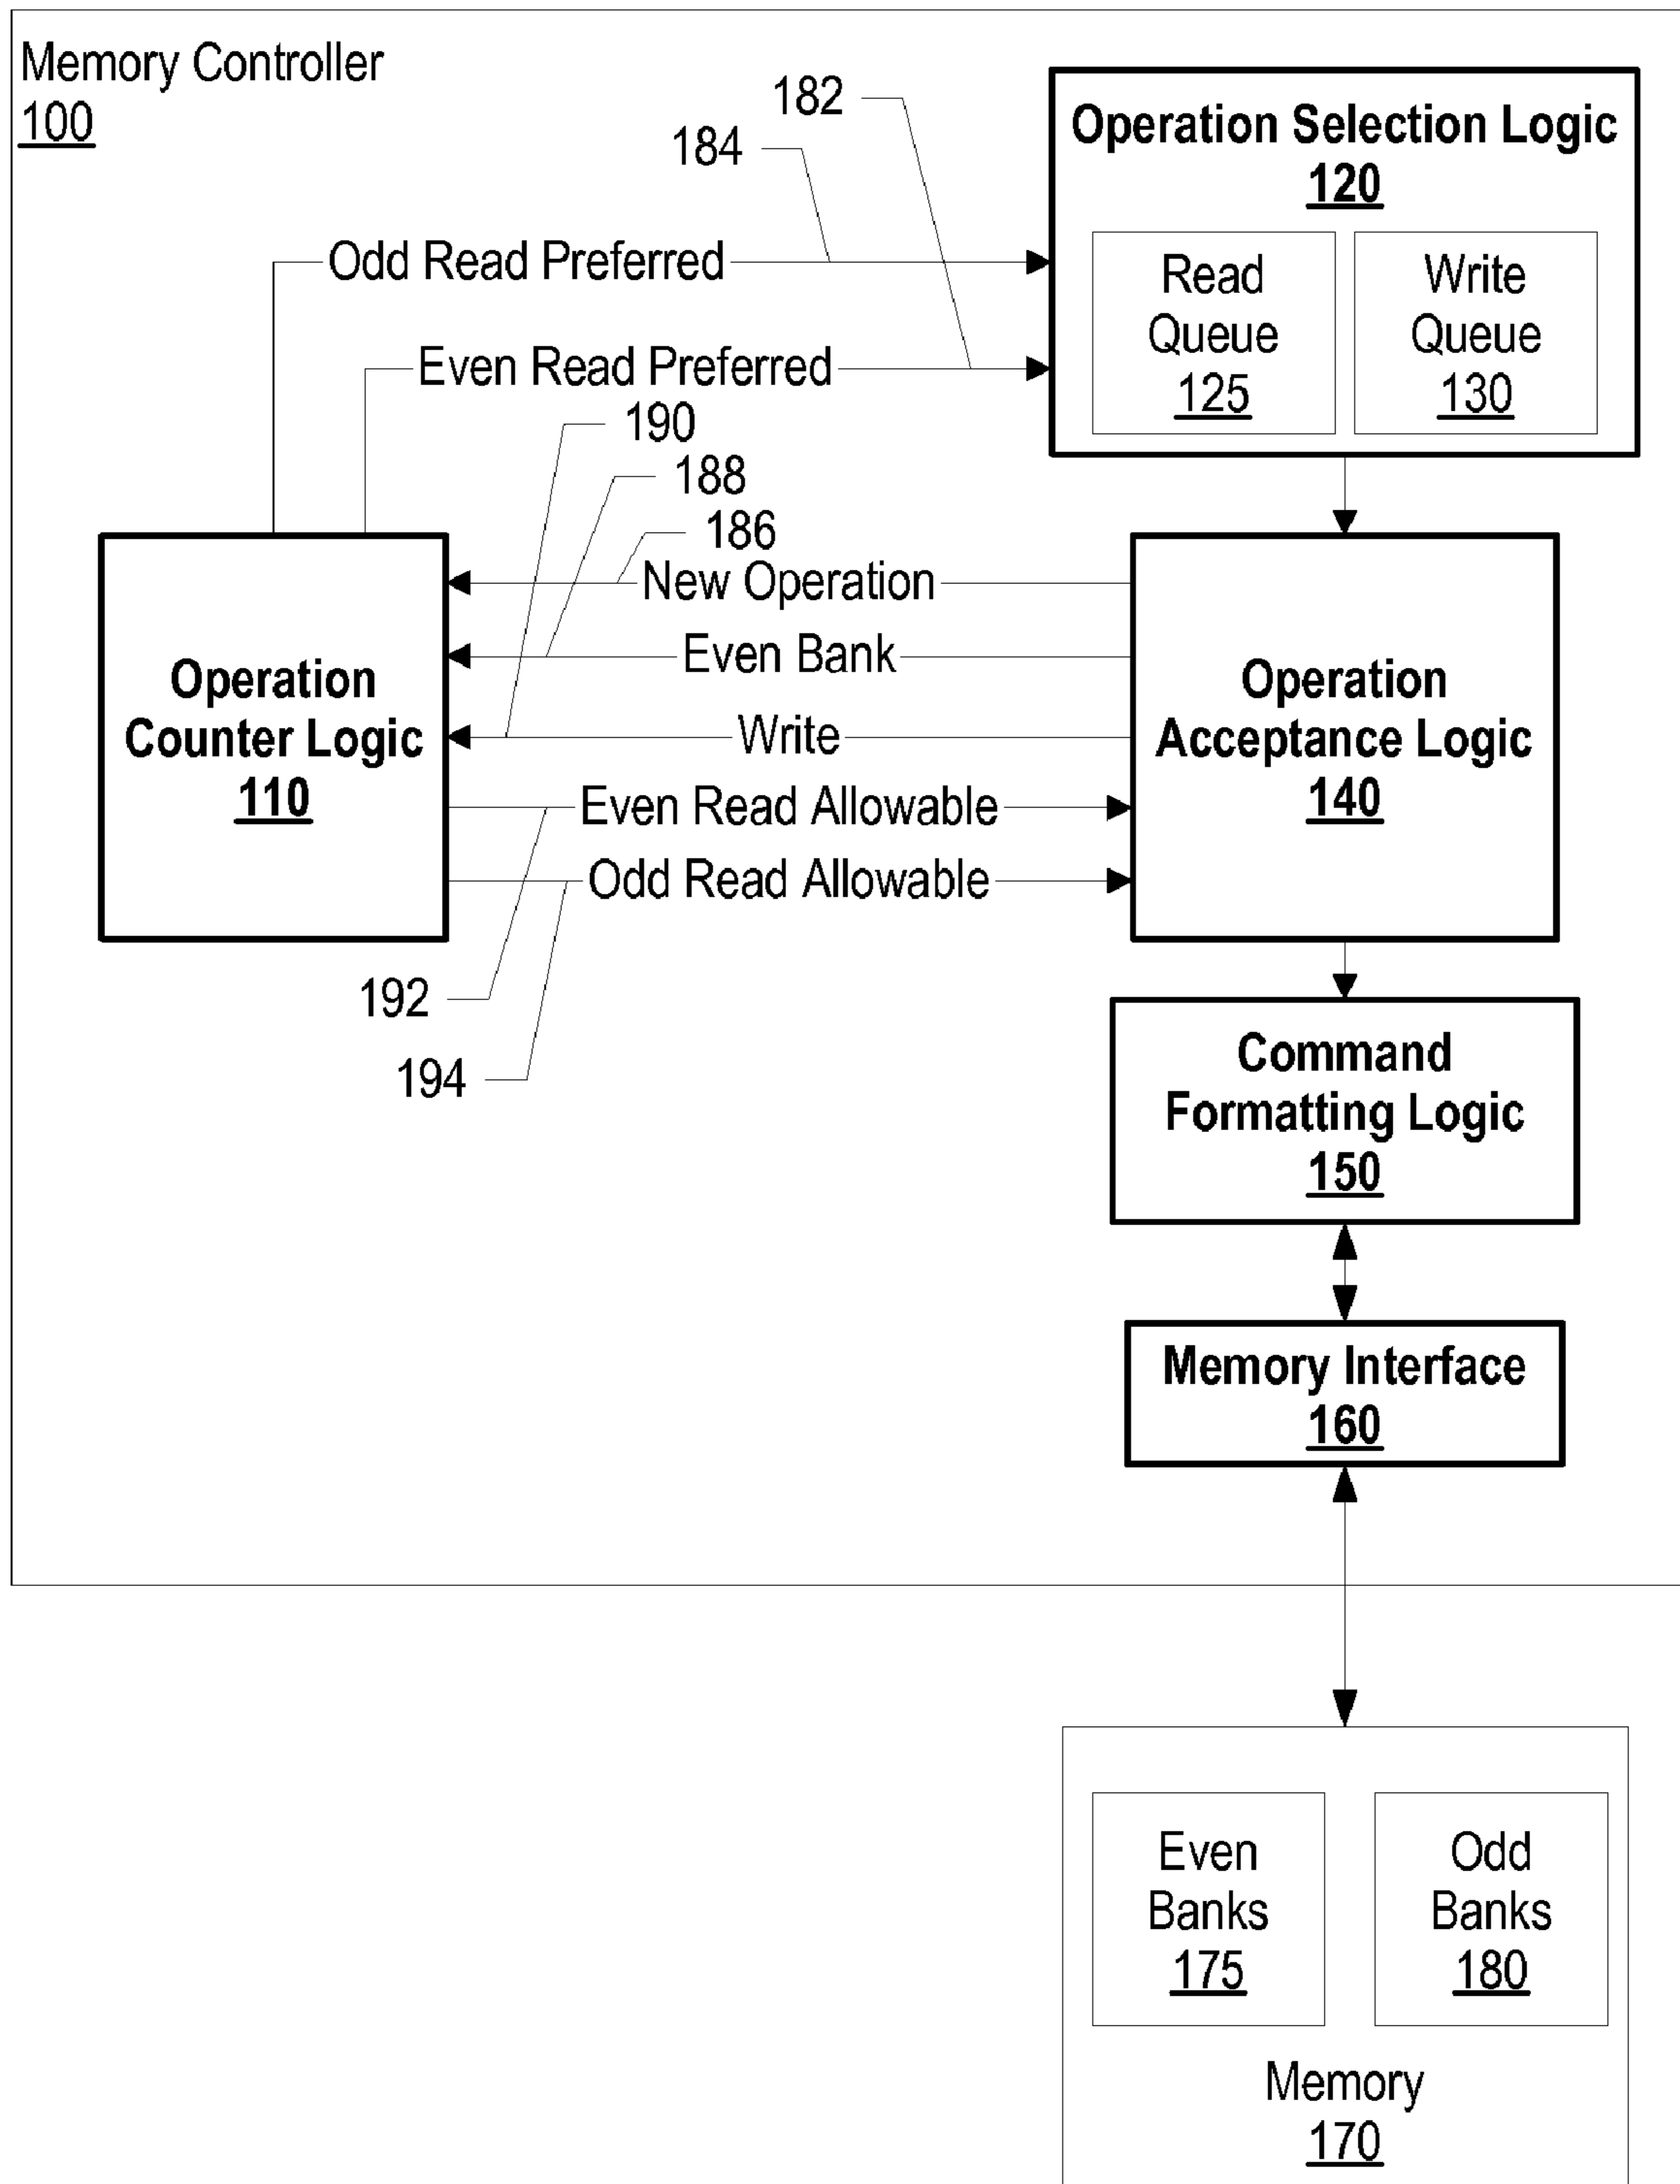 Memory Controller
100
182
184
Operation Selection Logic
120
Odd Read Preferred
Read
Queue
125
Write
Queue
130
Even Read Preferred
190
188
186
New Operation
Even Bank
Write
Even Read Allowable
Odd Read Allowable
Operation
Counter Logic
110
Operation
Acceptance Logic
140
192
194
Command
Formatting Logic
150
Memory Interface
160
Even
Banks
175
Odd
Banks
180
Memory
170